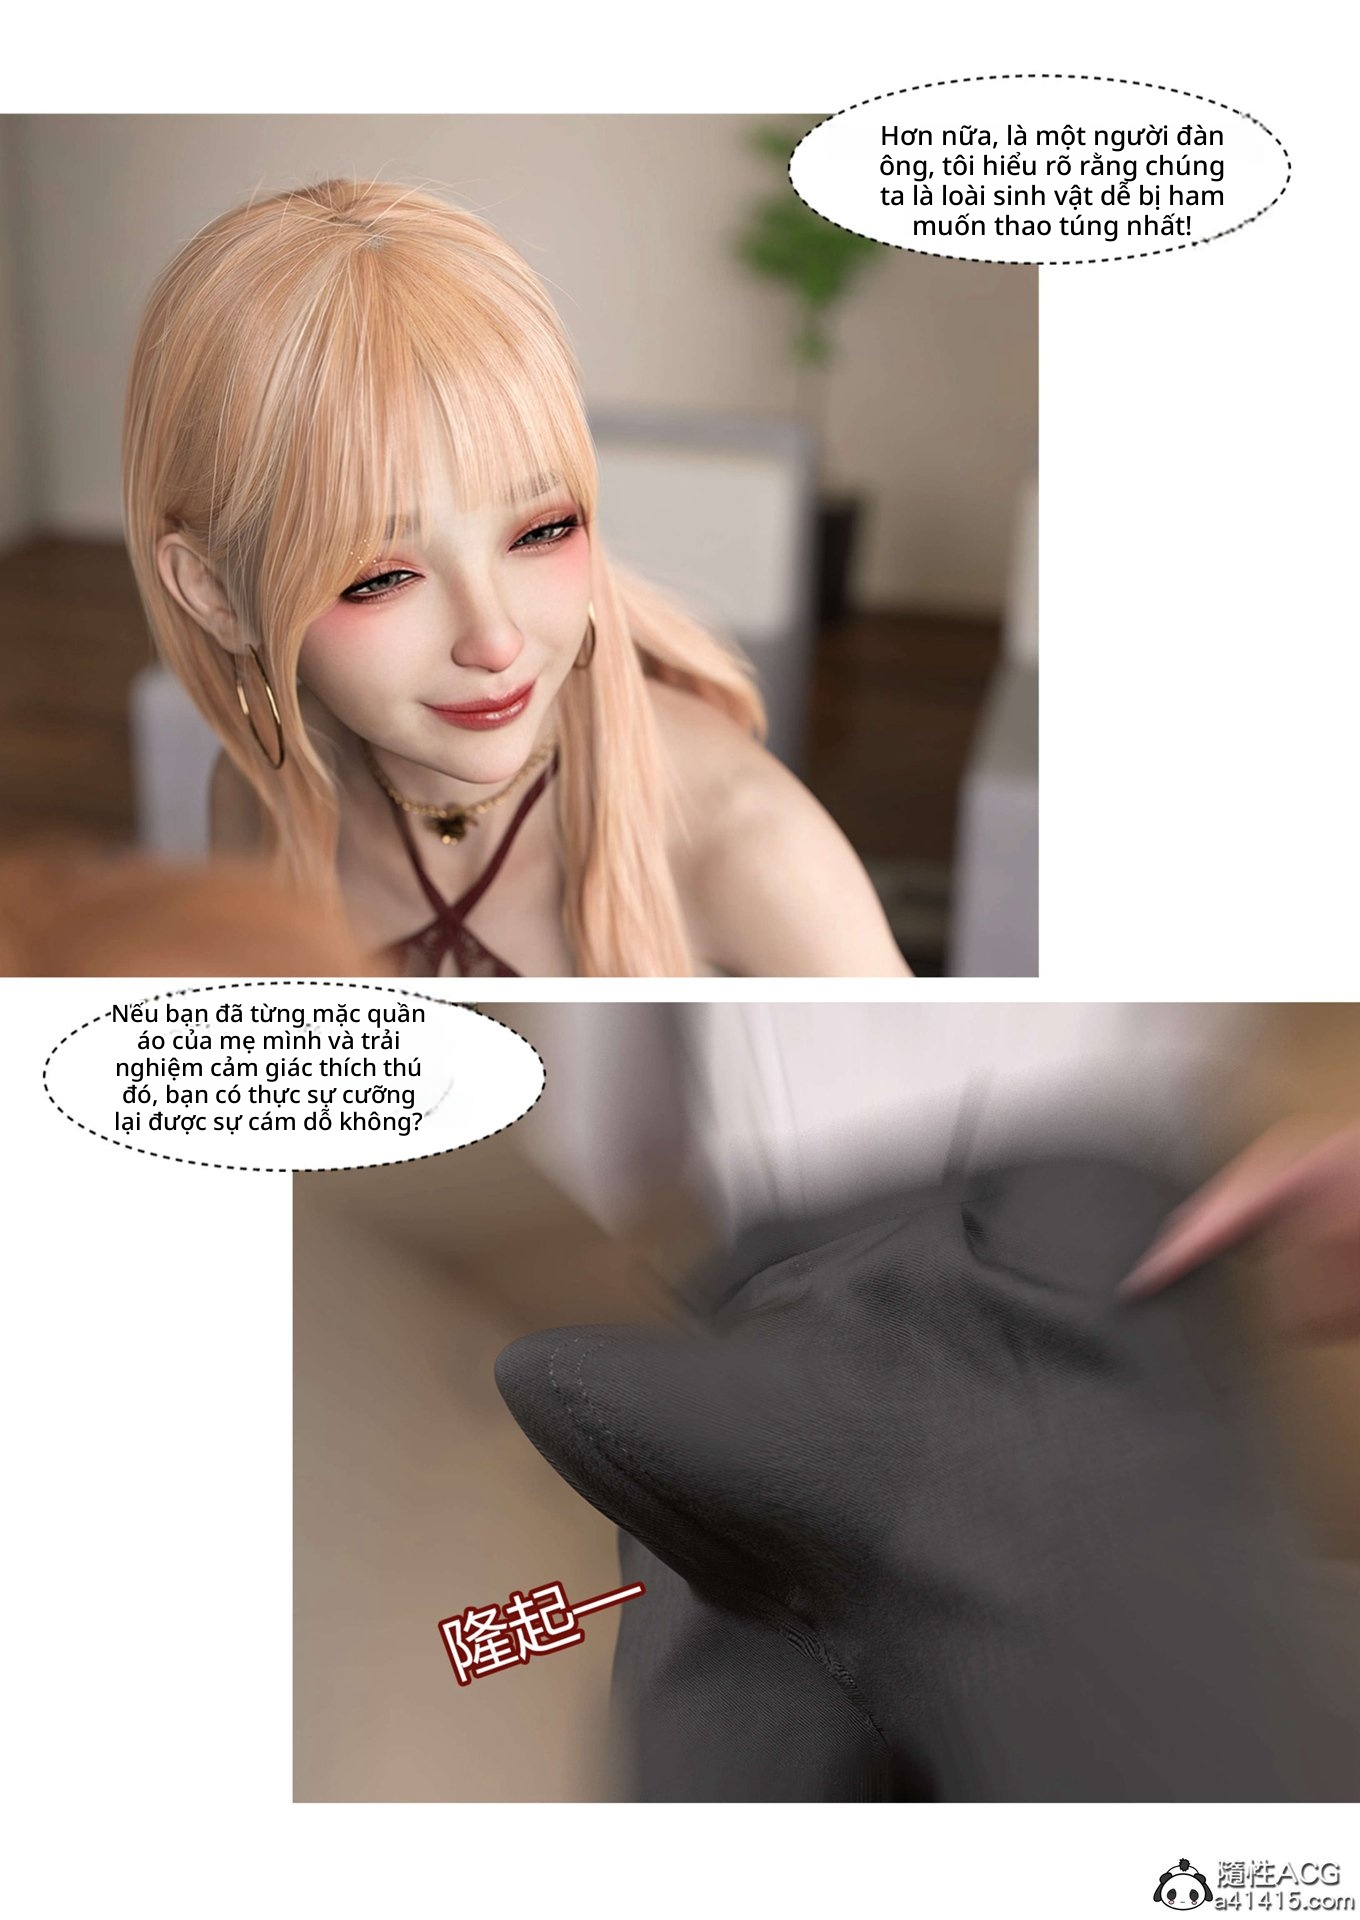 Hơn nữa, là một người đàn
ông, tôi hiểu rõ rằng chúng
ta là loài sinh vật dễ bị ham
muốn thao túng nhất!
Nếu bạn đã từng mặc quần
áo của mẹ mình và trải
nghiệm cảm giác thích thú
đó, bạn có thực sự cưỡng
lại được sự cám dỗ không?
隆起一
隨性ACG
a41415.com